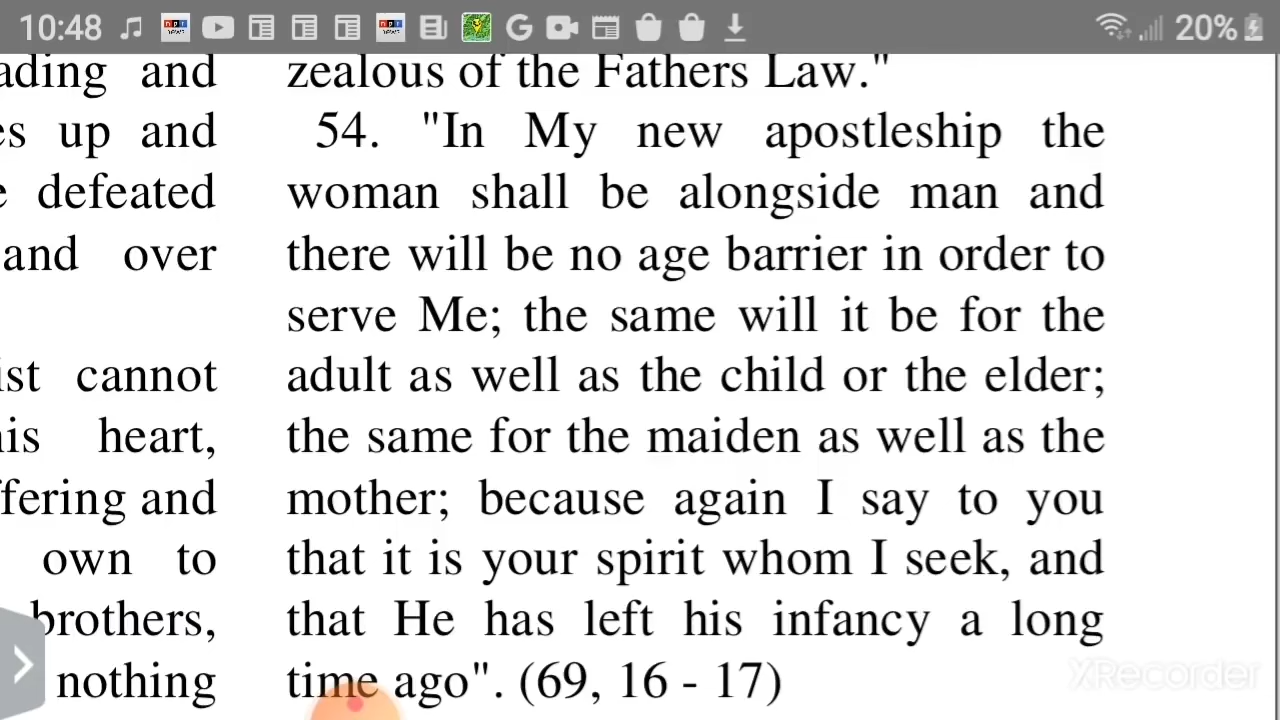 10:48
20%
ading and
es up and
e defeated
and over
ist cannot
is heart,
ffering and
own to
brothers,
nothing
zealous of the Fathers Law."
54. "In My new apostleship the
woman shall be alongside man and
there will be no age barrier in order to
serve Me; the same will it be for the
adult as well as the child or the elder;
the same for the maiden as well as the
mother; because again I say to you
that it is your spirit whom I seek, and
that He has left his infancy a long
time ago". (69, 16 - 17)
XRecorder